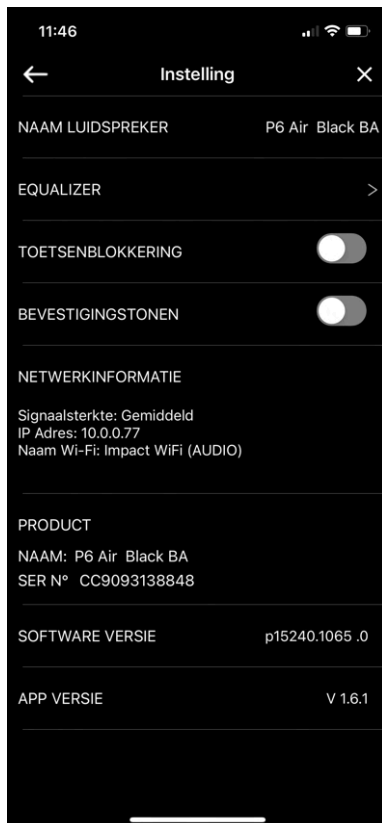 11:46
Instelling
NAAM LUIDSPREKER P6 Air Black BA
EQUALIZER >
TOETSENBLOKKERING
BEVESTIGINGSTONEN
NETWERKINFORMATIE
Signaalsterkte: Gemiddeld
IP Adres: 10.0.0.77
Naam Wi-Fi: Impact WiFi (AUDIO)
PRODUCT
NAAM: P6 Air Black BA
SER Nº CC9093138848
SOFTWARE VERSIE p15240.1065 .0
APP VERSIE V 1.6.1